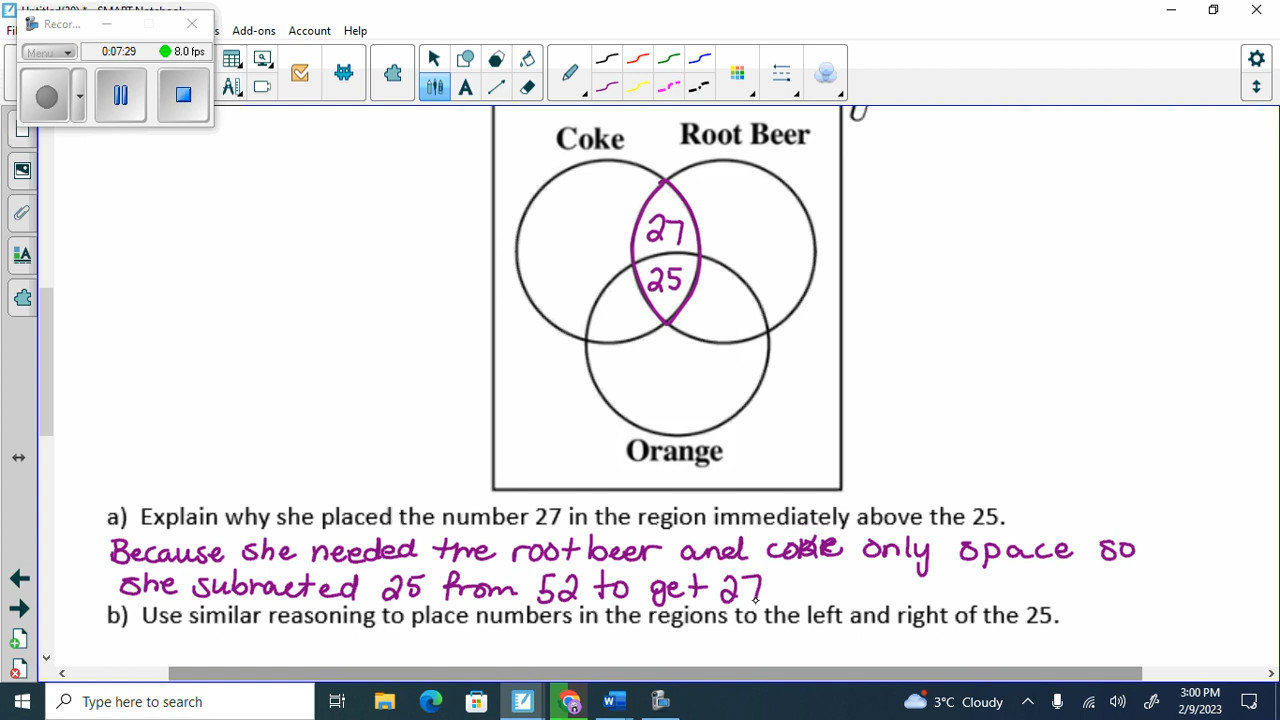 Untitled(20)* - SMART Notebook
Recor...
Add-ons Account Help
Menu 0:07:29 8.0 fps
U
Coke Root Beer
27
25
Orange
a) Explain why she placed the number 27 in the region immediately above the 25.
Because she needed the root beer and coke only space so
she subracted 25 from 52 to get 27
b) Use similar reasoning to place numbers in the regions to the left and right of the 25.
Type here to search
3°C Cloudy
3:00 PM
2/9/2023